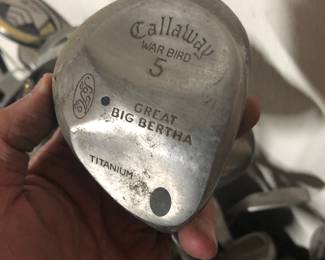 Callaway
WAR BIRD
5
GREAT
BIG BERTHA
TITANIUM